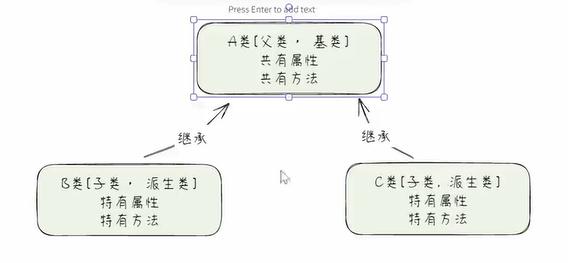 Press Enter to add text
A类[父类, 基类]
共有属性
共有方法
继承
继承
B类[子类, 派生类]
特有属性
特有方法
C类[子类, 派生类]
特有属性
特有方法